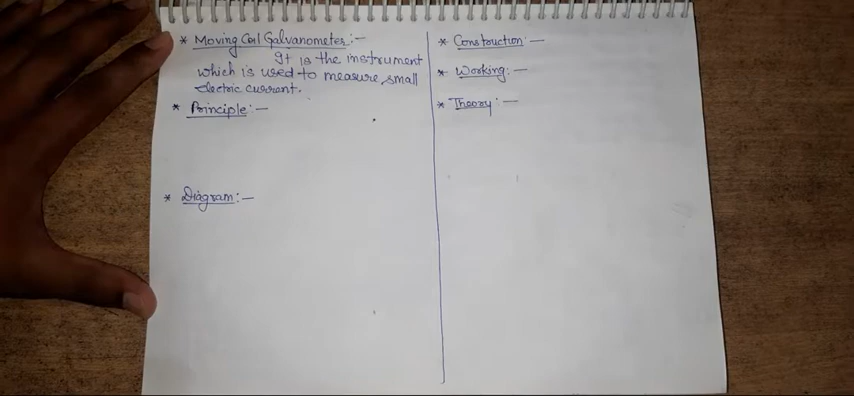 * Moving Coil Galvanometer:-
It is the instrument
which is used to measure small
electric current.
* Principle:-
* Diagram:-
* Construction:-
* Working:-
* Theory:-